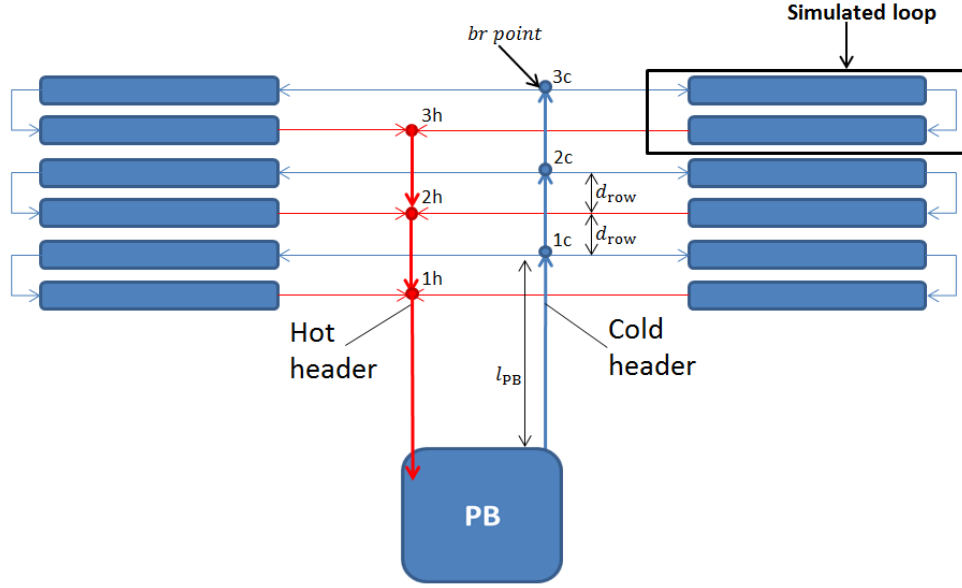 Simulated loop
br point
3c
3h
2c
d_row
2h
d_row
1c
1h
Hot
header
Cold
header
l_PB
PB